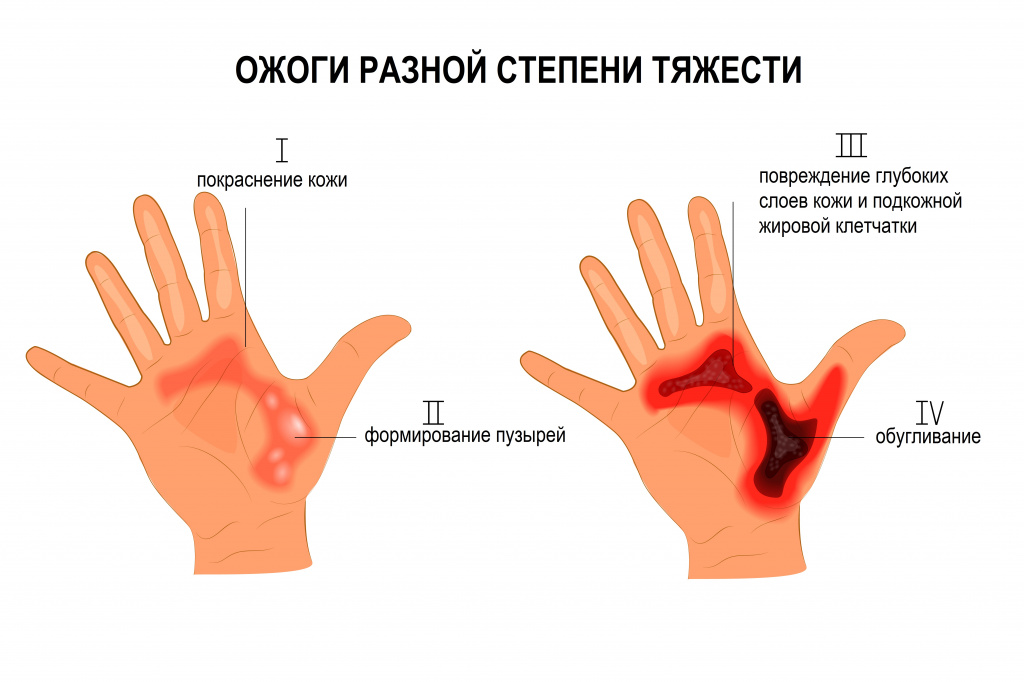 ОЖОГИ РАЗНОЙ СТЕПЕНИ ТЯЖЕСТИ
I
покраснение кожи
II
формирование пузырей
III
повреждение глубоких
слоев кожи и подкожной
жировой клетчатки
IV
обугливание